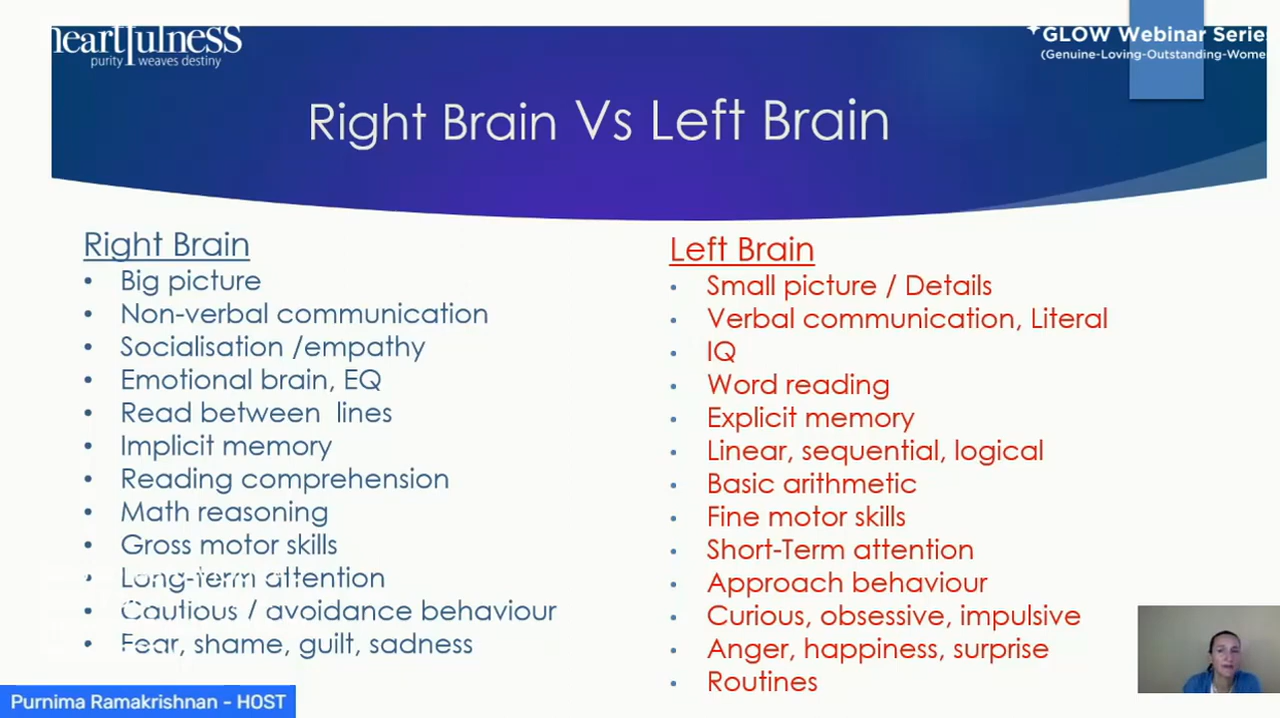 heartfulness
purity weaves destiny
GLOW Webinar Series
(Genuine-Loving-Outstanding-Wome
Right Brain Vs Left Brain
Right Brain
• Big picture
• Non-verbal communication
• Socialisation /empathy
• Emotional brain, EQ
• Read between lines
• Implicit memory
• Reading comprehension
• Math reasoning
• Gross motor skills
• Long-term attention
• Cautious / avoidance behaviour
• Fear, shame, guilt, sadness
Left Brain
• Small picture / Details
• Verbal communication, Literal
• IQ
• Word reading
• Explicit memory
• Linear, sequential, logical
• Basic arithmetic
• Fine motor skills
• Short-Term attention
• Approach behaviour
• Curious, obsessive, impulsive
• Anger, happiness, surprise
• Routines
Purnima Ramakrishnan - HOST